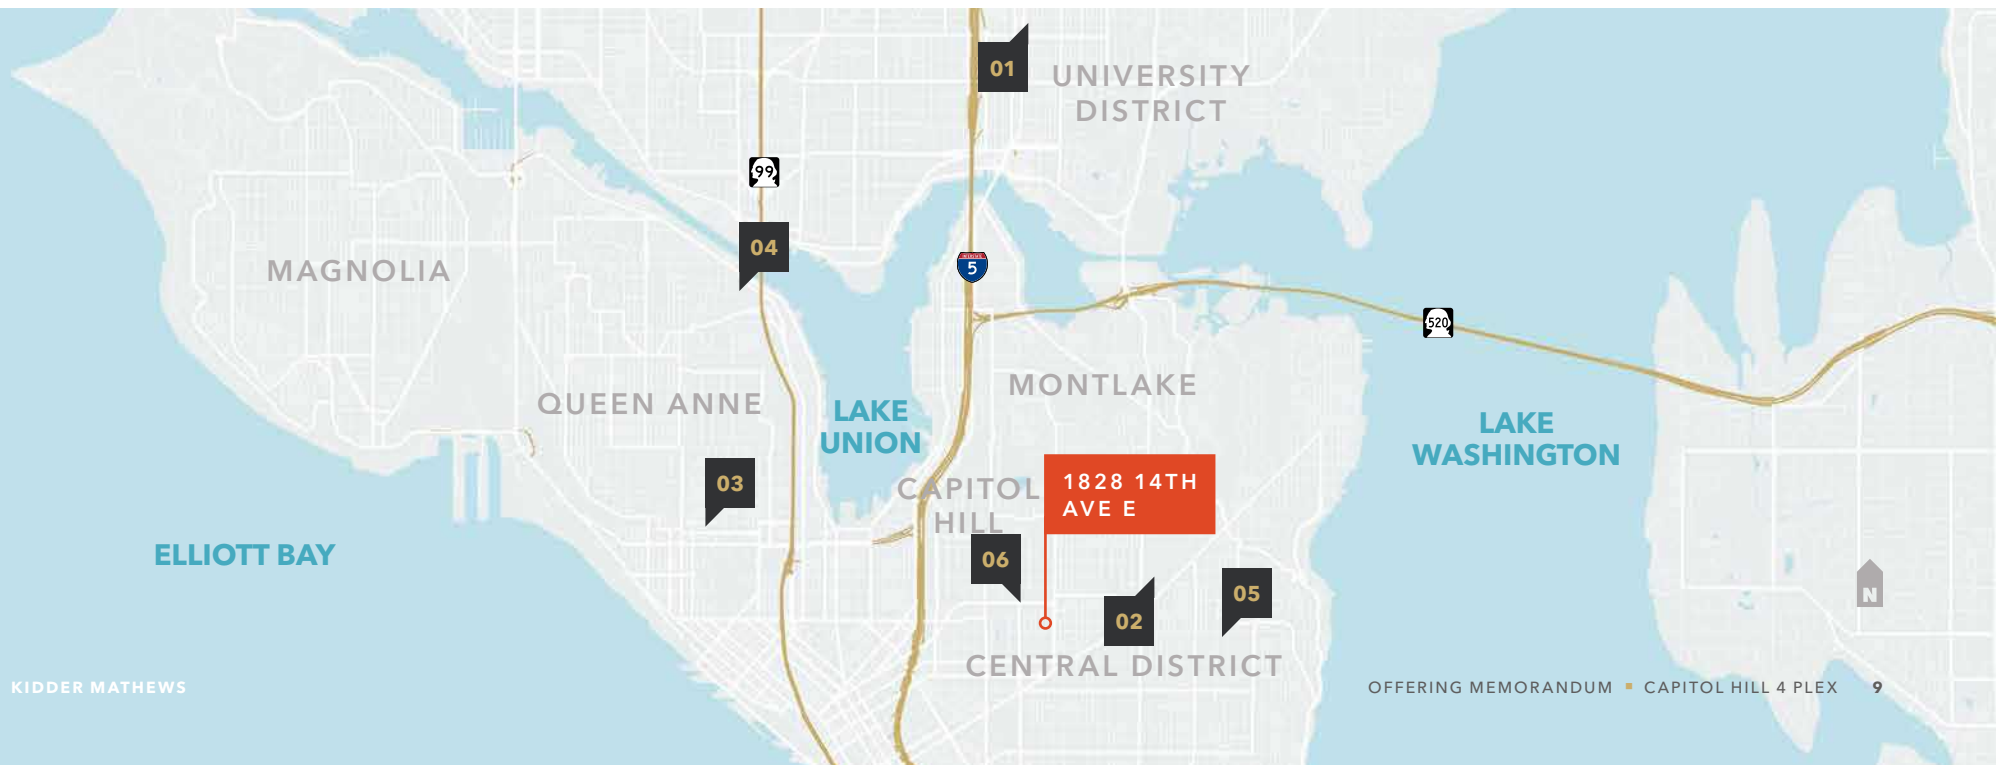 01
UNIVERSITY
DISTRICT
99
04
MAGNOLIA
INTERSTATE
5
520
MONTLAKE
QUEEN ANNE
LAKE
UNION
LAKE
WASHINGTON
03
CAPITOL
HILL
1828 14TH
AVE E
ELLIOTT BAY
06
05
02
N
CENTRAL DISTRICT
KIDDER MATHEWS
OFFERING MEMORANDUM ▪ CAPITOL HILL 4 PLEX 9